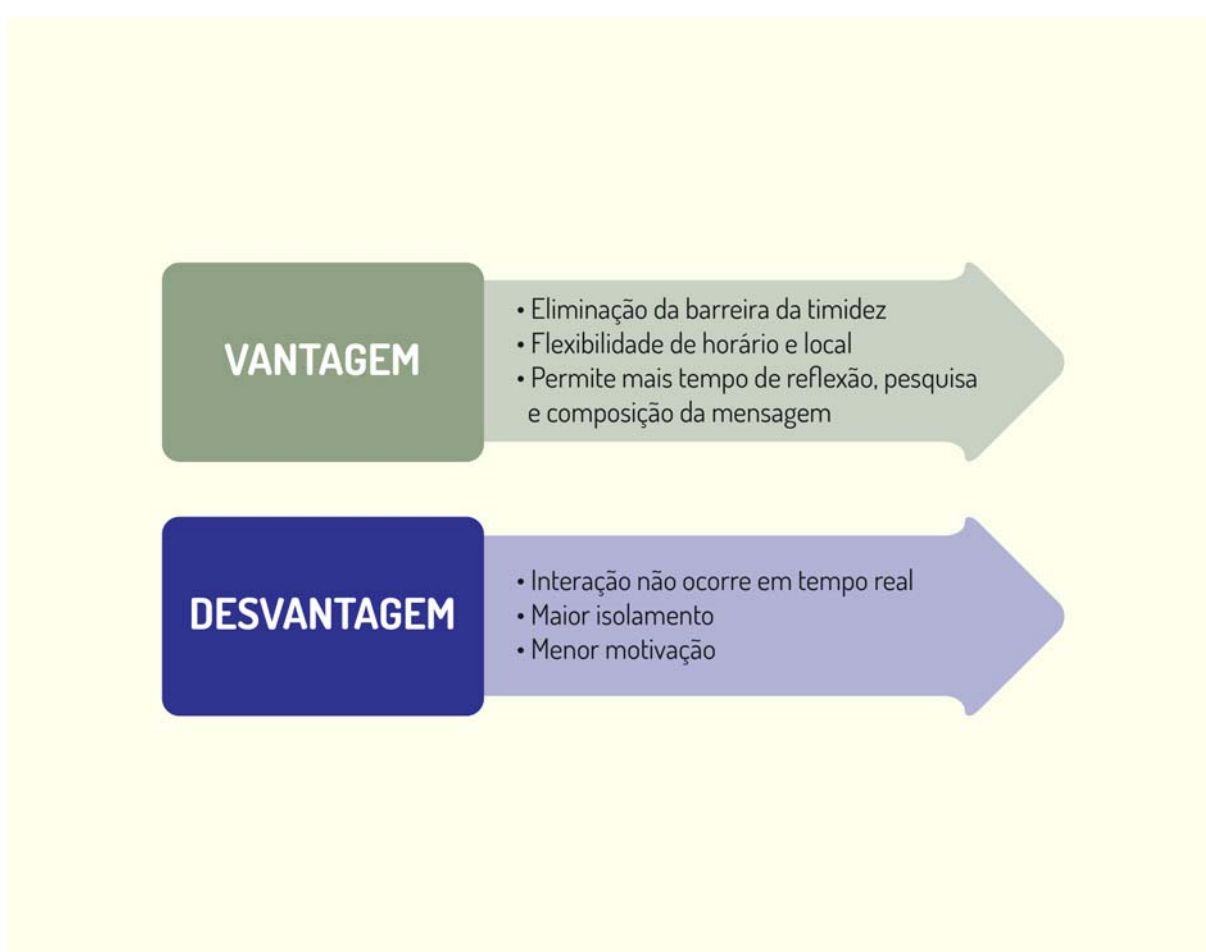 VANTAGEM
• Eliminação da barreira da timidez
• Flexibilidade de horário e local
• Permite mais tempo de reflexão, pesquisa
e composição da mensagem
DESVANTAGEM
• Interação não ocorre em tempo real
• Maior isolamento
• Menor motivação